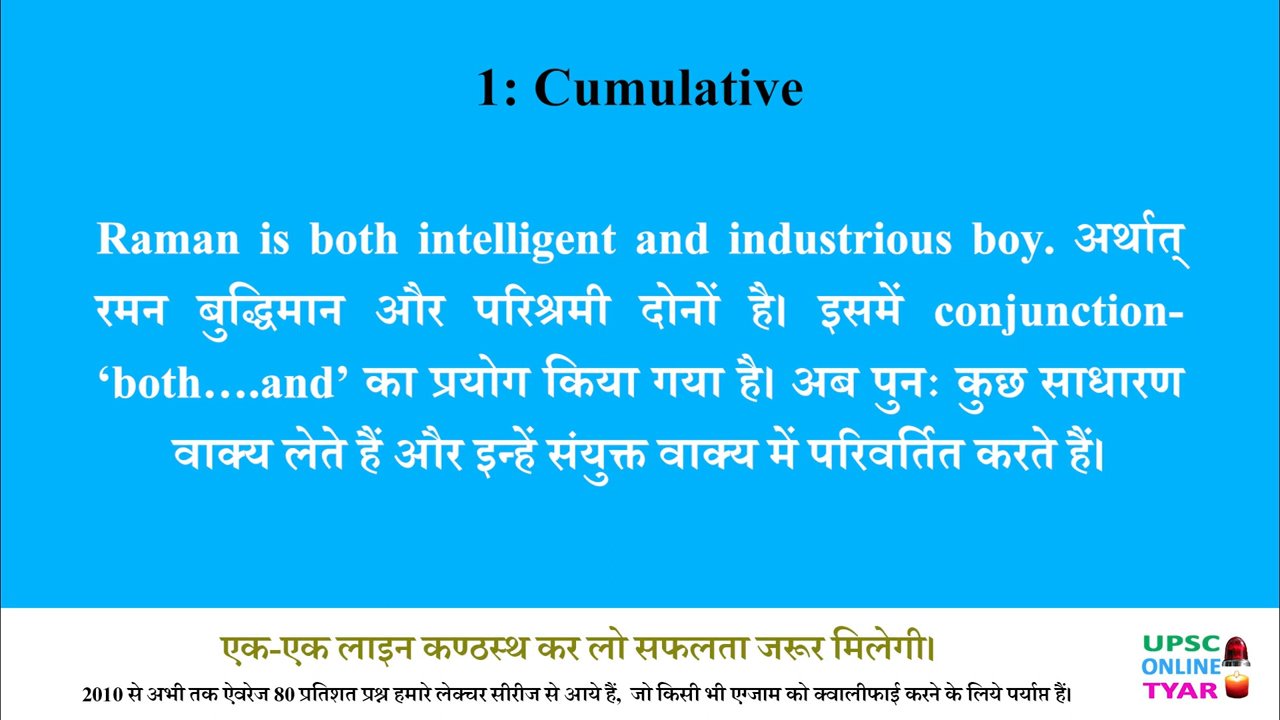 1: Cumulative
Raman is both intelligent and industrious boy. अर्थात्
रमन बुद्धिमान और परिश्रमी दोनों है। इसमें conjunction-
‘both….and’ का प्रयोग किया गया है। अब पुनः कुछ साधारण
वाक्य लेते हैं और इन्हें संयुक्त वाक्य में परिवर्तित करते हैं।
एक-एक लाइन कण्ठस्थ कर लो सफलता जरूर मिलेगी।
2010 से अभी तक ऐवरेज 80 प्रतिशत प्रश्न हमारे लेक्चर सीरीज से आये हैं, जो किसी भी एग्जाम को क्वालीफाई करने के लिये पर्याप्त हैं।
UPSC
ONLINE
TYAR